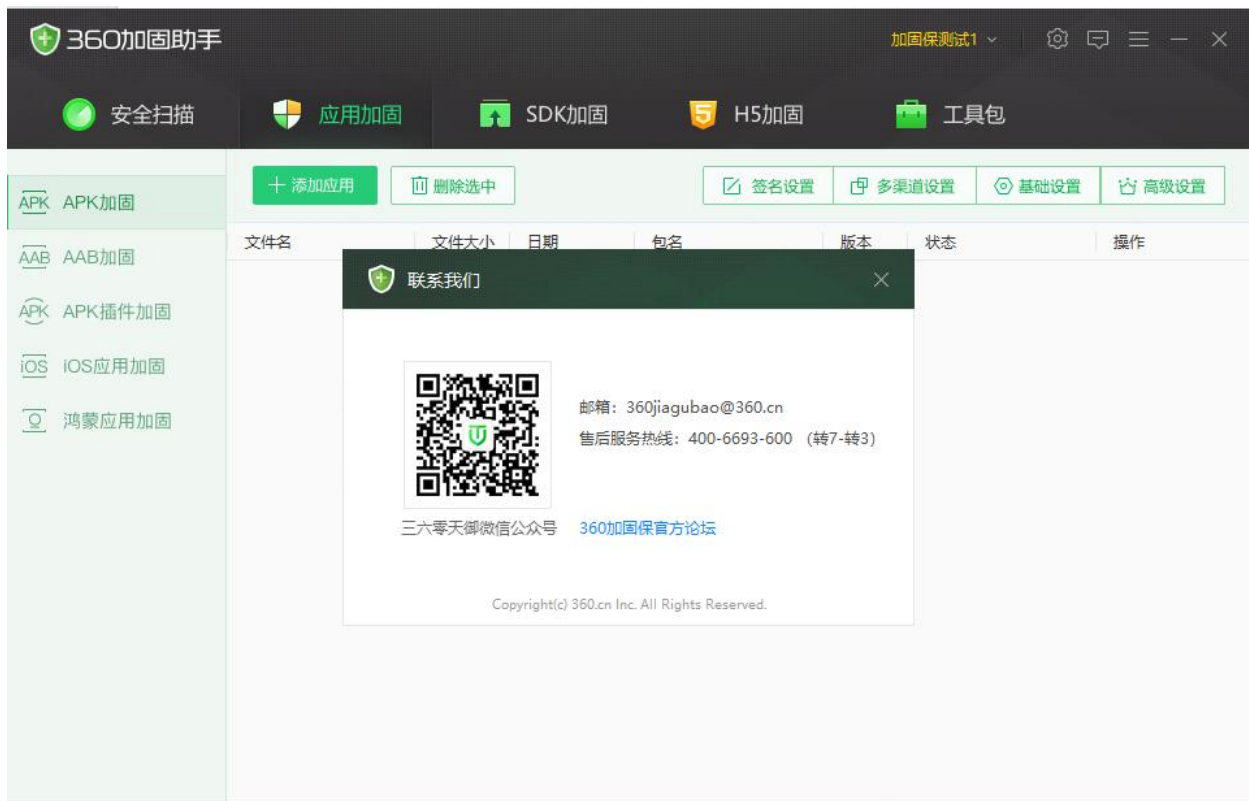 360加固助手
加固保测试1
安全扫描
应用加固
SDK加固
5 H5加固
工具包
APK APK加固
AAB AAB加固
APK APK插件加固
iOS iOS应用加固
鸿蒙应用加固
添加应用
删除选中
签名设置
多渠道设置
基础设置
高级设置
文件名 文件大小 日期 包名 版本 状态 操作
联系我们
邮箱：360jiagubao@360.cn
售后服务热线：400-6693-600 （转7-转3）
三六零天御微信公众号 360加固保官方论坛
Copyright(c) 360.cn Inc. All Rights Reserved.